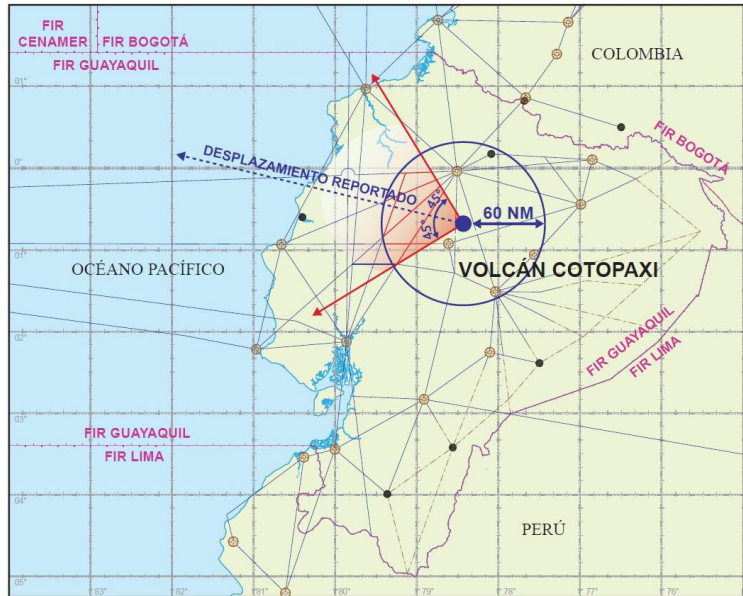 FIR
CENAMER
FIR BOGOTÁ
FIR GUAYAQUIL
COLOMBIA
01°
FIR BOGOTÁ
DESPLAZAMIENTO REPORTADO
0°
45°
45°
60 NM
01°
OCÉANO PACÍFICO
VOLCÁN COTOPAXI
02°
FIR GUAYAQUIL
FIR LIMA
03°
FIR GUAYAQUIL
FIR LIMA
04°
PERÚ
05°
83°
82°
81°
80°
79°
78°
77°
76°